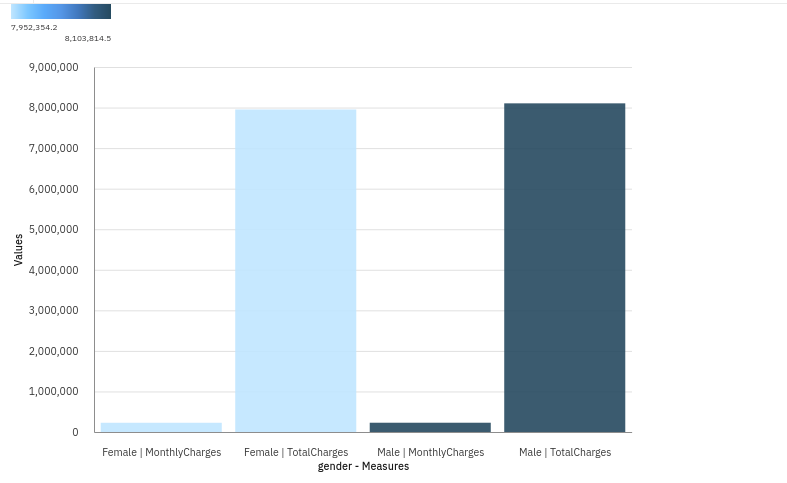 7,952,354.2
8,103,814.5
9,000,000
8,000,000
7,000,000
6,000,000
5,000,000
4,000,000
3,000,000
2,000,000
1,000,000
0
Values
Female | MonthlyCharges
Female | TotalCharges
Male | MonthlyCharges
Male | TotalCharges
gender - Measures